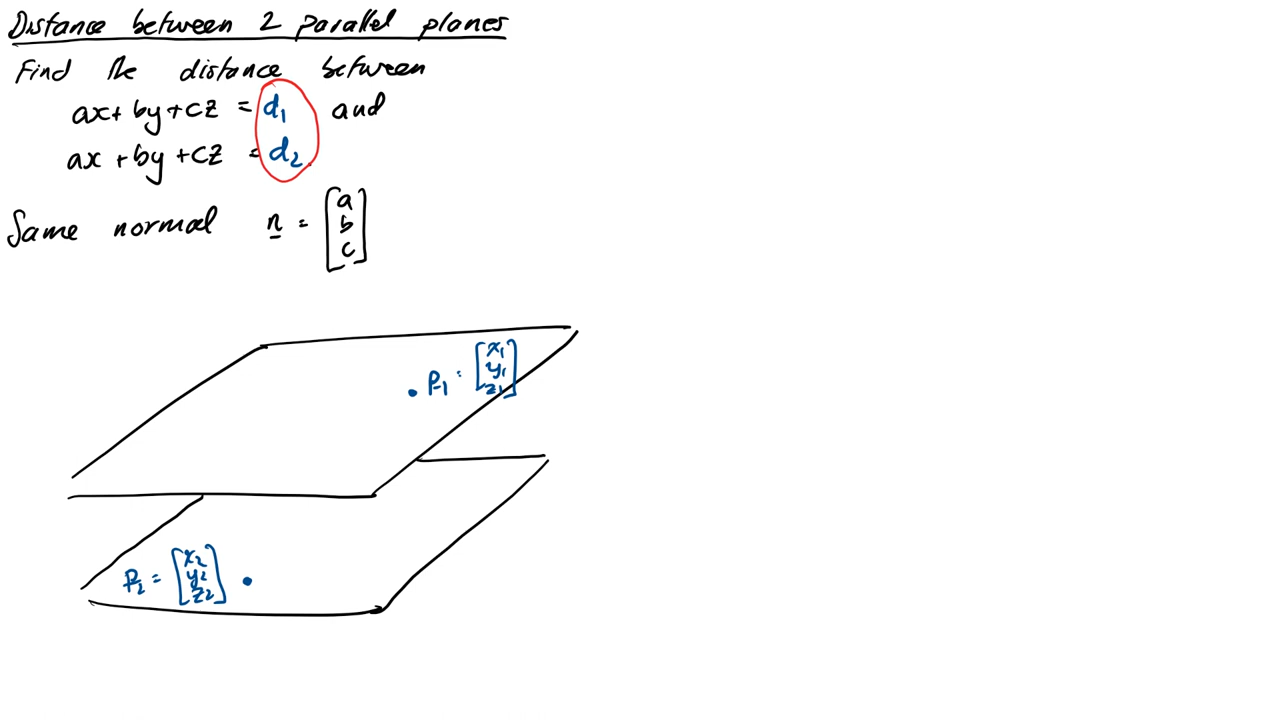 Distance between 2 parallel planes
Find the distance between
ax+ by+cz = d₁ and
ax +by +cz = d₂
Same normal n = [a
b
c]
P₁ = [x₁
y₁
z₁]
P₂ = [x₂
y₂
z₂]